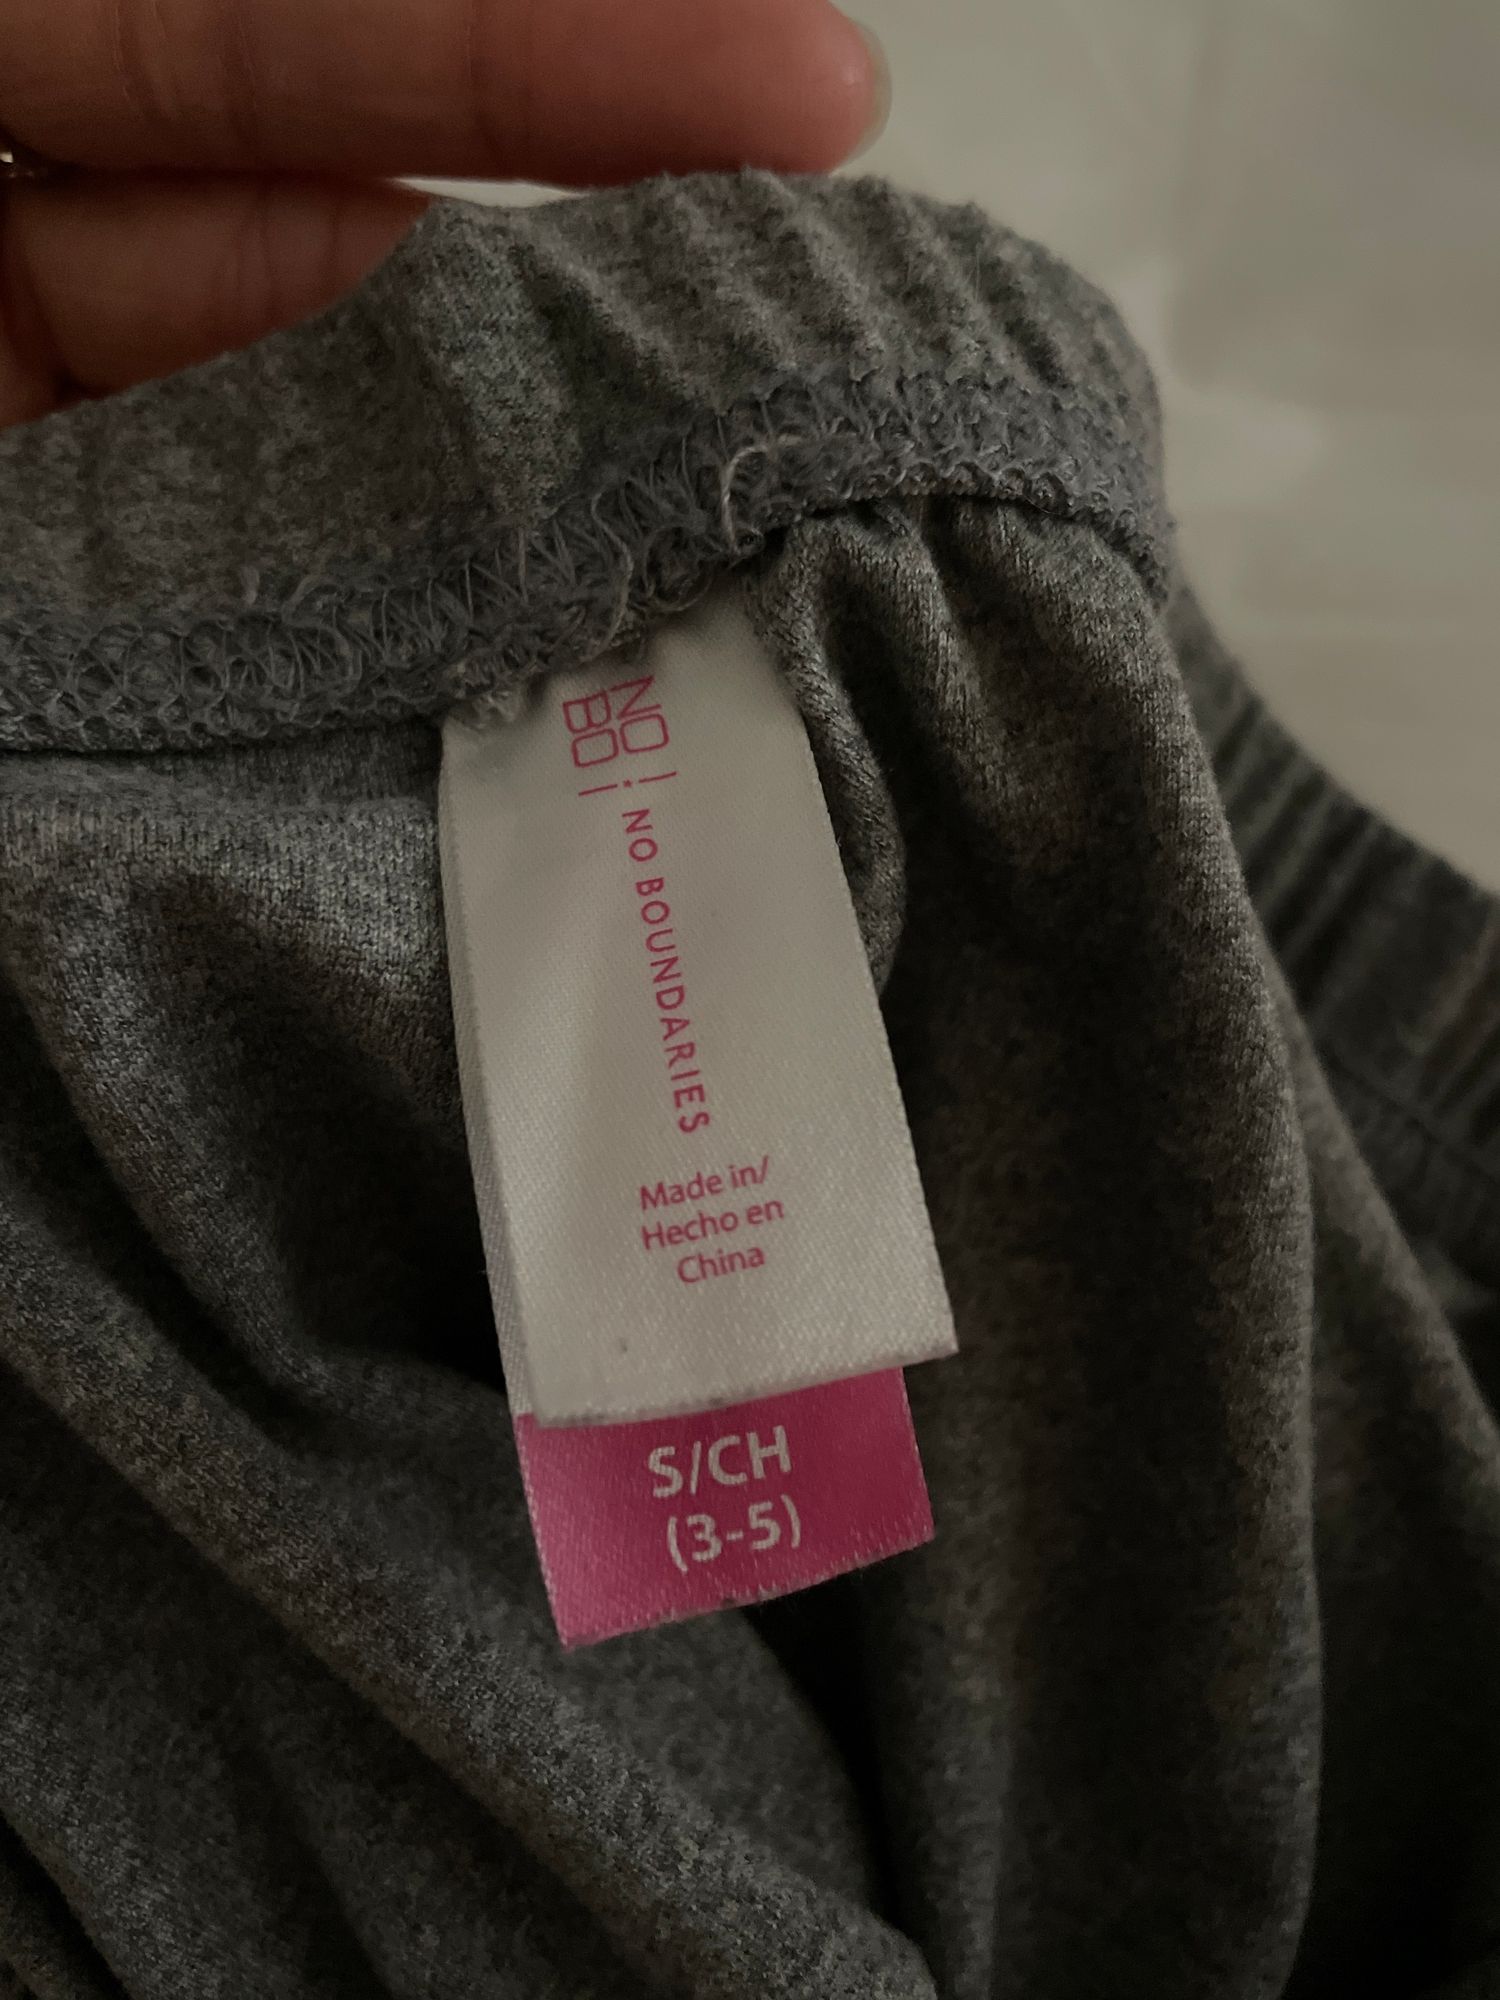 NO
BO
NO BOUNDARIES
Made in/
Hecho en
China
S/CH
(3-5)